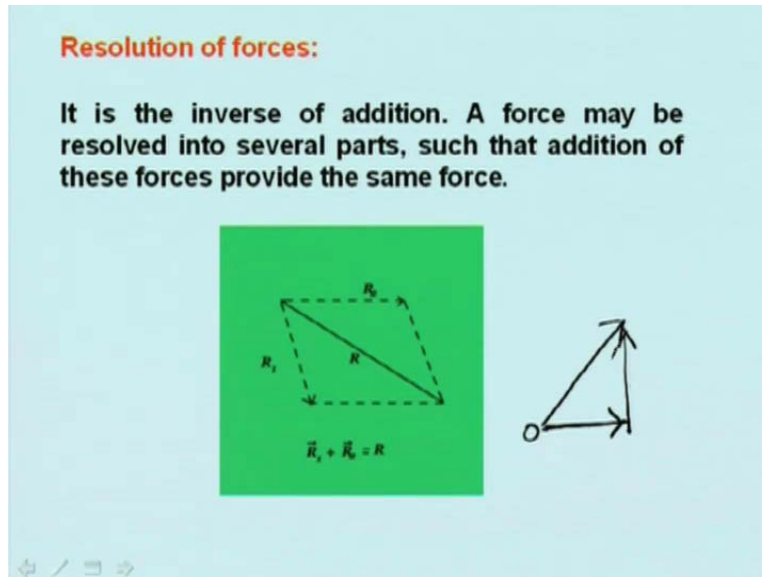 Resolution of forces:
It is the inverse of addition. A force may be
resolved into several parts, such that addition of
these forces provide the same force.
R
R
R
O
R⃗ + R⃗ = R